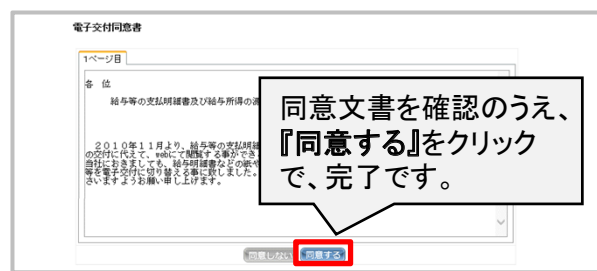 電子交付同意書
1ページ目
各 位
給与等の支払明細書及び給与所得の源
同意文書を確認のうえ、
『同意する』をクリック
で、完了です。
2010年11月より、給与等の支払明細
の交付に代えて、webにて閲覧する事ができ
当社におきましても、給与明細書などの紙や
等を電子交付に切り替える事に致しました。
さいますようお願い申し上げます。
同意しない 同意する